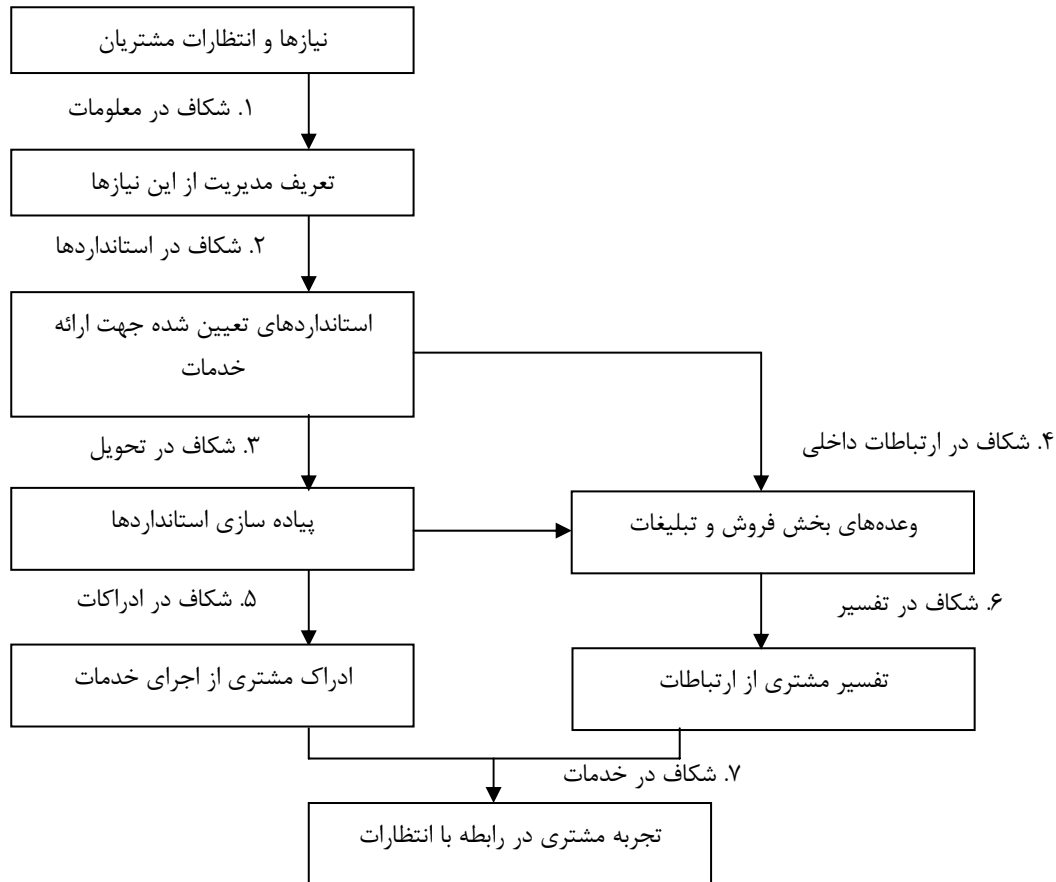 نیازها و انتظارات مشتریان
۱. شکاف در معلومات
تعریف مدیریت از این نیازها
۲. شکاف در استانداردها
استانداردهای تعیین شده جهت ارائه
خدمات
۳. شکاف در تحویل
۴. شکاف در ارتباطات داخلی
پیاده سازی استانداردها
وعده‌های بخش فروش و تبلیغات
۵. شکاف در ادراکات
۶. شکاف در تفسیر
ادراک مشتری از اجرای خدمات
تفسیر مشتری از ارتباطات
۷. شکاف در خدمات
تجربه مشتری در رابطه با انتظارات